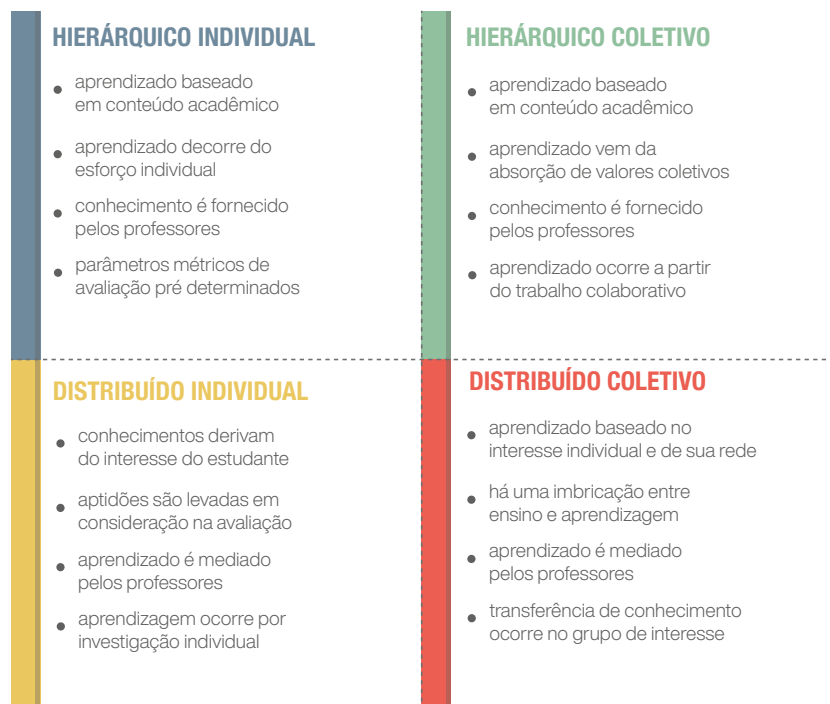 HIERÁRQUICO INDIVIDUAL
aprendizado baseado
em conteúdo acadêmico
aprendizado decorre do
esforço individual
conhecimento é fornecido
pelos professores
parâmetros métricos de
avaliação pré determinados
HIERÁRQUICO COLETIVO
aprendizado baseado
em conteúdo acadêmico
aprendizado vem da
absorção de valores coletivos
conhecimento é fornecido
pelos professores
aprendizado ocorre a partir
do trabalho colaborativo
DISTRIBUÍDO INDIVIDUAL
conhecimentos derivam
do interesse do estudante
aptidões são levadas em
consideração na avaliação
aprendizado é mediado
pelos professores
aprendizagem ocorre por
investigação individual
DISTRIBUÍDO COLETIVO
aprendizado baseado no
interesse individual e de sua rede
há uma imbricação entre
ensino e aprendizagem
aprendizado é mediado
pelos professores
transferência de conhecimento
ocorre no grupo de interesse